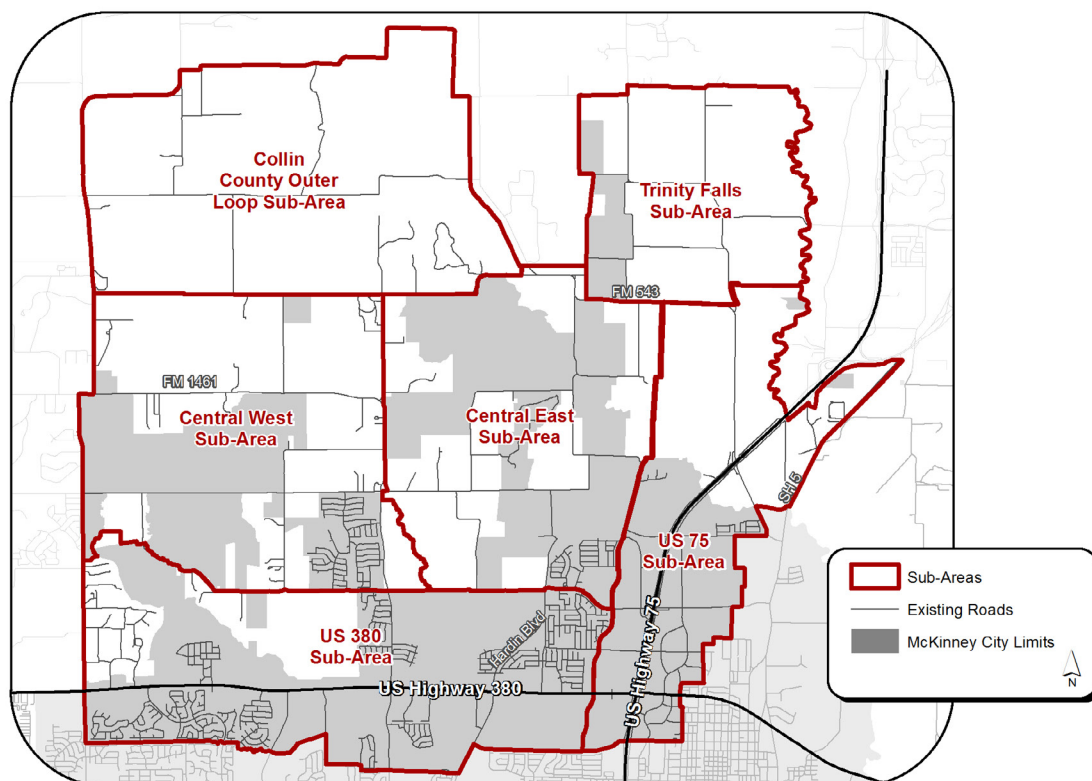 Collin
County Outer
Loop Sub-Area
Trinity Falls
Sub-Area
FM 543
FM 1461
Central West
Sub-Area
Central East
Sub-Area
SH 5
US 75
Sub-Area
US 380
Sub-Area
Hardin Blvd
US Highway 380
US Highway 75
Sub-Areas
Existing Roads
McKinney City Limits
N